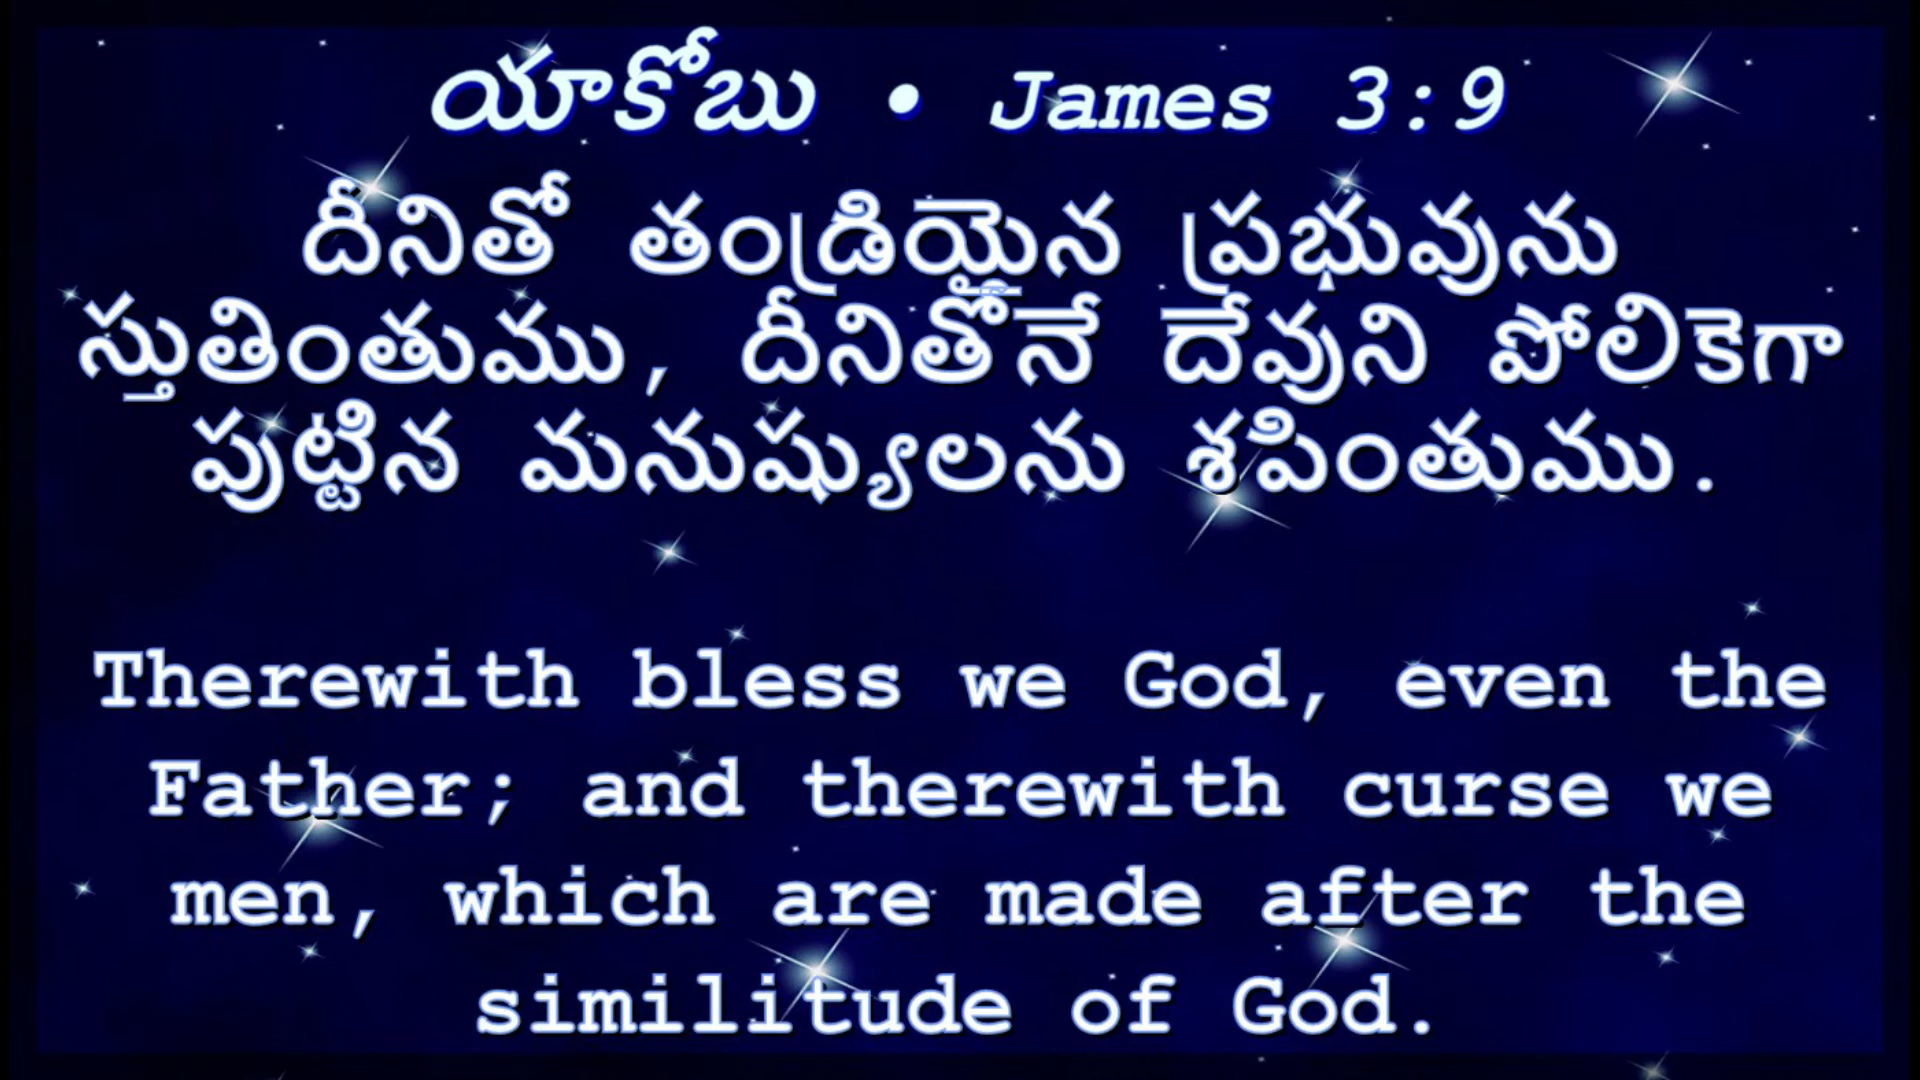 యాకోబు • James 3:9
దీనితో తండ్రియైన ప్రభువును
స్తుతింతుము, దీనితోనే దేవుని పోలికెగా
పుట్టిన మనుష్యులను శపింతుము.
Therewith bless we God, even the
Father; and therewith curse we
men, which are made after the
similitude of God.